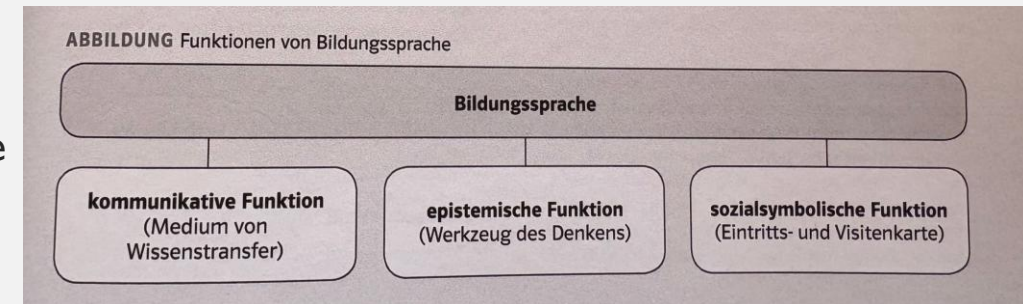 ABBILDUNG Funktionen von Bildungssprache
Bildungssprache
kommunikative Funktion
(Medium von
Wissenstransfer)
epistemische Funktion
(Werkzeug des Denkens)
sozialsymbolische Funktion
(Eintritts- und Visitenkarte)
e